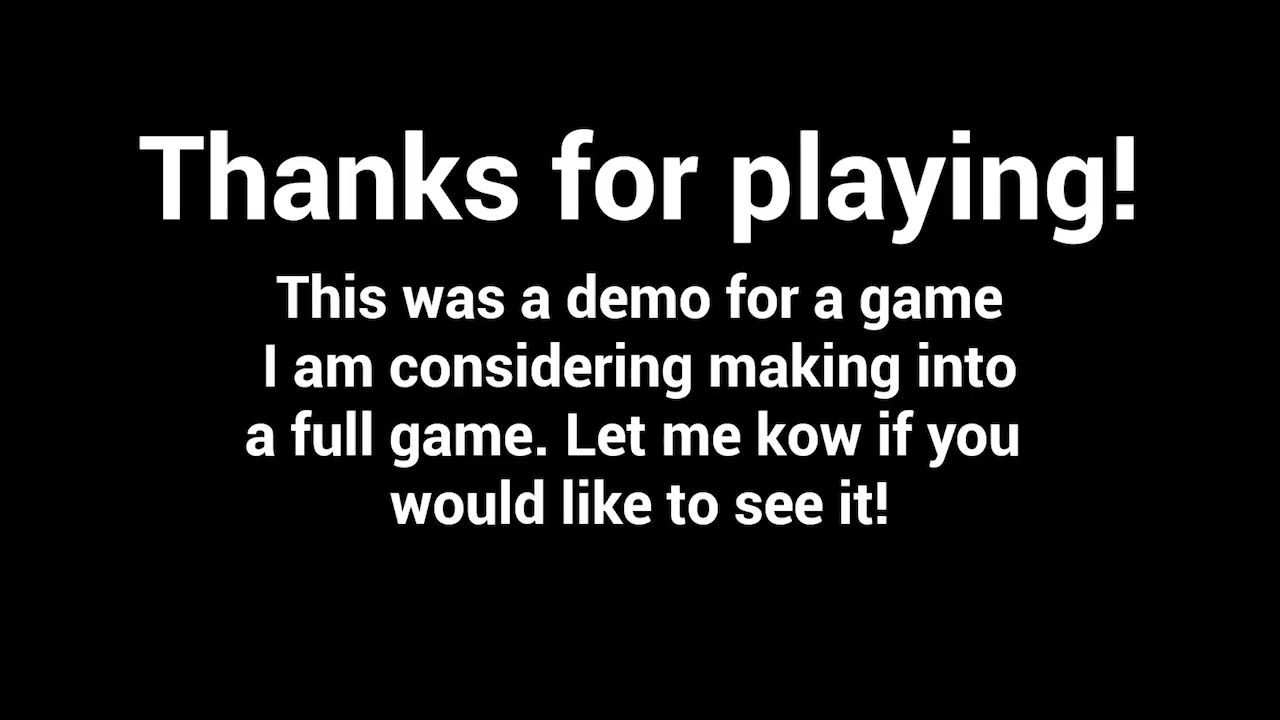 Thanks for playing!
This was a demo for a game
I am considering making into
a full game. Let me kow if you
would like to see it!